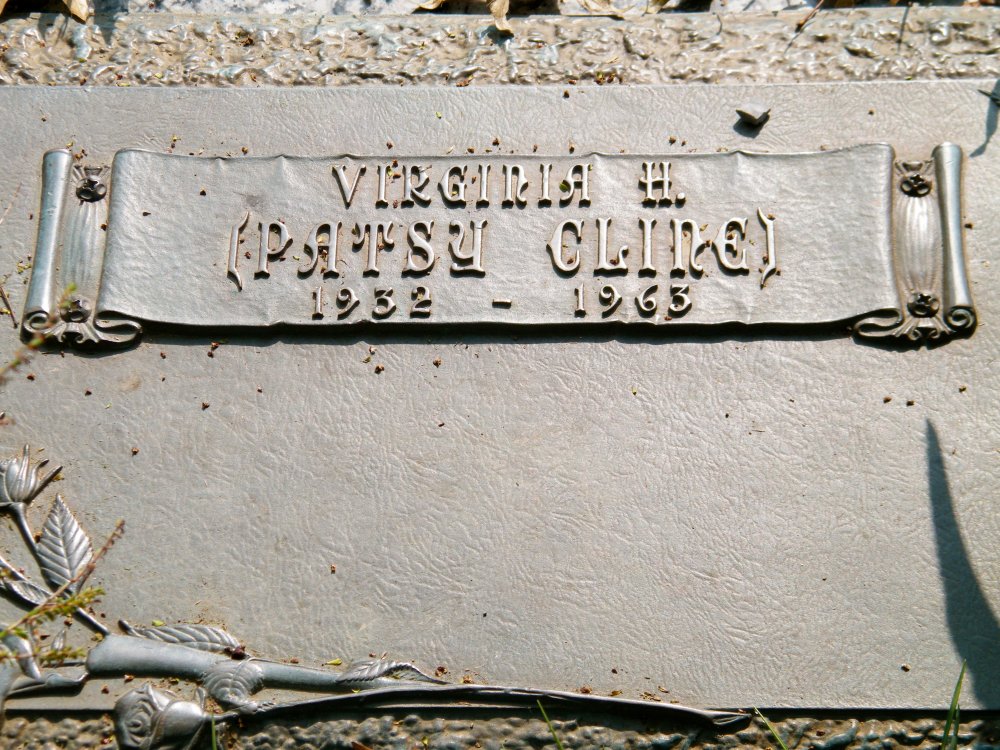 VIRGINIA H.
(PATSY CLINE)
1932 - 1963